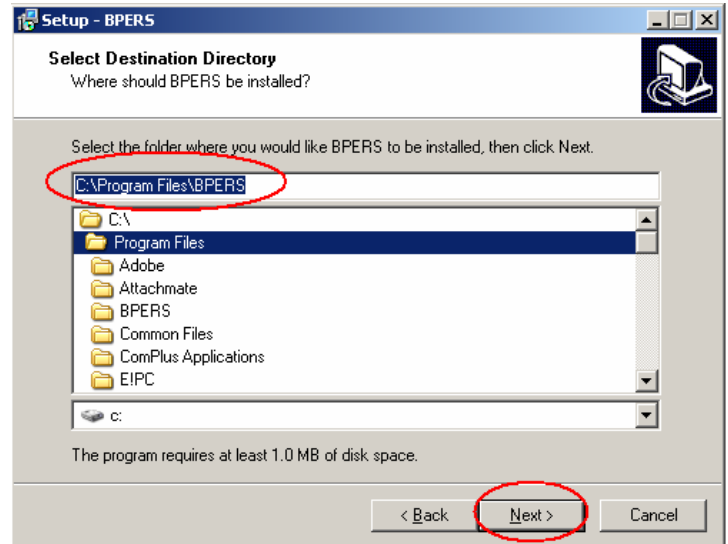 Setup - BPERS
Select Destination Directory
Where should BPERS be installed?
Select the folder where you would like BPERS to be installed, then click Next.
C:\Program Files\BPERS
C:\
Program Files
Adobe
Attachmate
BPERS
Common Files
ComPlus Applications
E!PC
c:
The program requires at least 1.0 MB of disk space.
< Back Next > Cancel